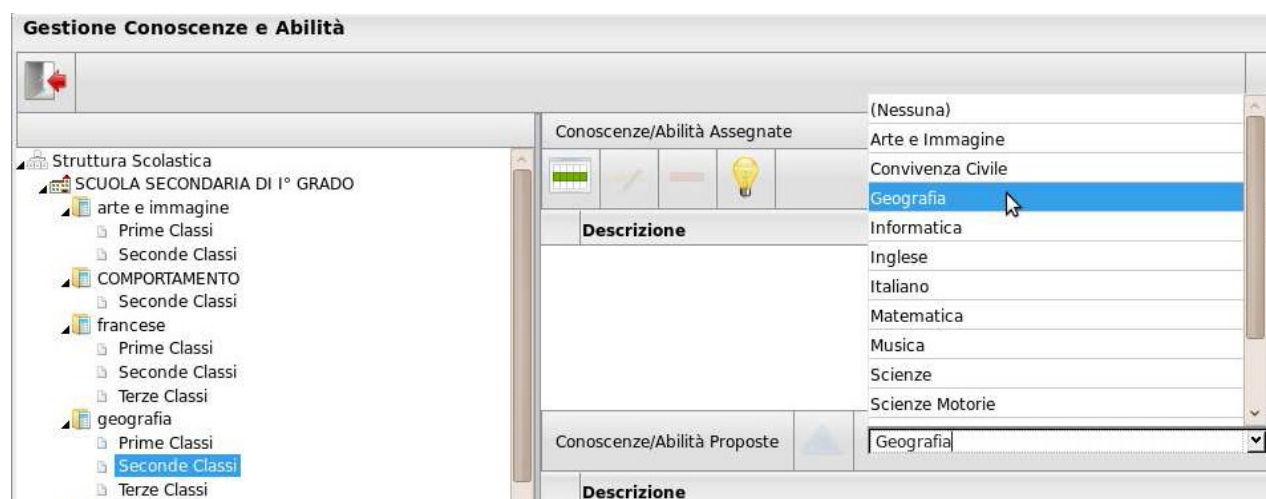 Gestione Conoscenze e Abilità
Struttura Scolastica
SCUOLA SECONDARIA DI I° GRADO
arte e immagine
Prime Classi
Seconde Classi
COMPORTAMENTO
Seconde Classi
francese
Prime Classi
Seconde Classi
Terze Classi
geografia
Prime Classi
Seconde Classi
Terze Classi
Conoscenze/Abilità Assegnate
Descrizione
(Nessuna)
Arte e Immagine
Convivenza Civile
Geografia
Informatica
Inglese
Italiano
Matematica
Musica
Scienze
Scienze Motorie
Conoscenze/Abilità Proposte
Geografia
Descrizione